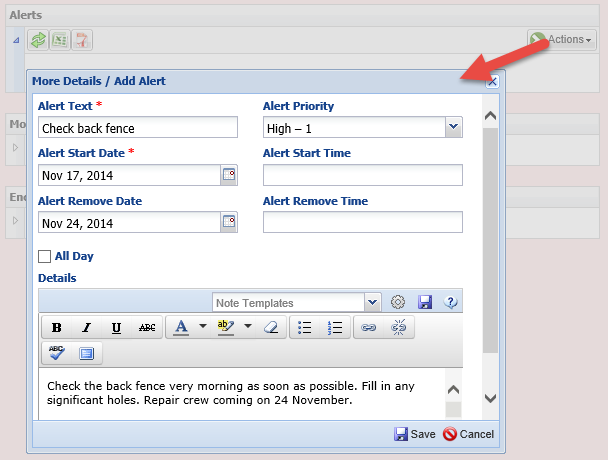 Alerts
Actions
More Details / Add Alert
Alert Text *
Alert Priority
Check back fence
High – 1
Mo
Alert Start Date *
Alert Start Time
Nov 17, 2014
Alert Remove Date
Alert Remove Time
Enc
Nov 24, 2014
All Day
Details
Note Templates
B I U ABC A ab
ABC
Check the back fence very morning as soon as possible. Fill in any
significant holes. Repair crew coming on 24 November.
Save Cancel